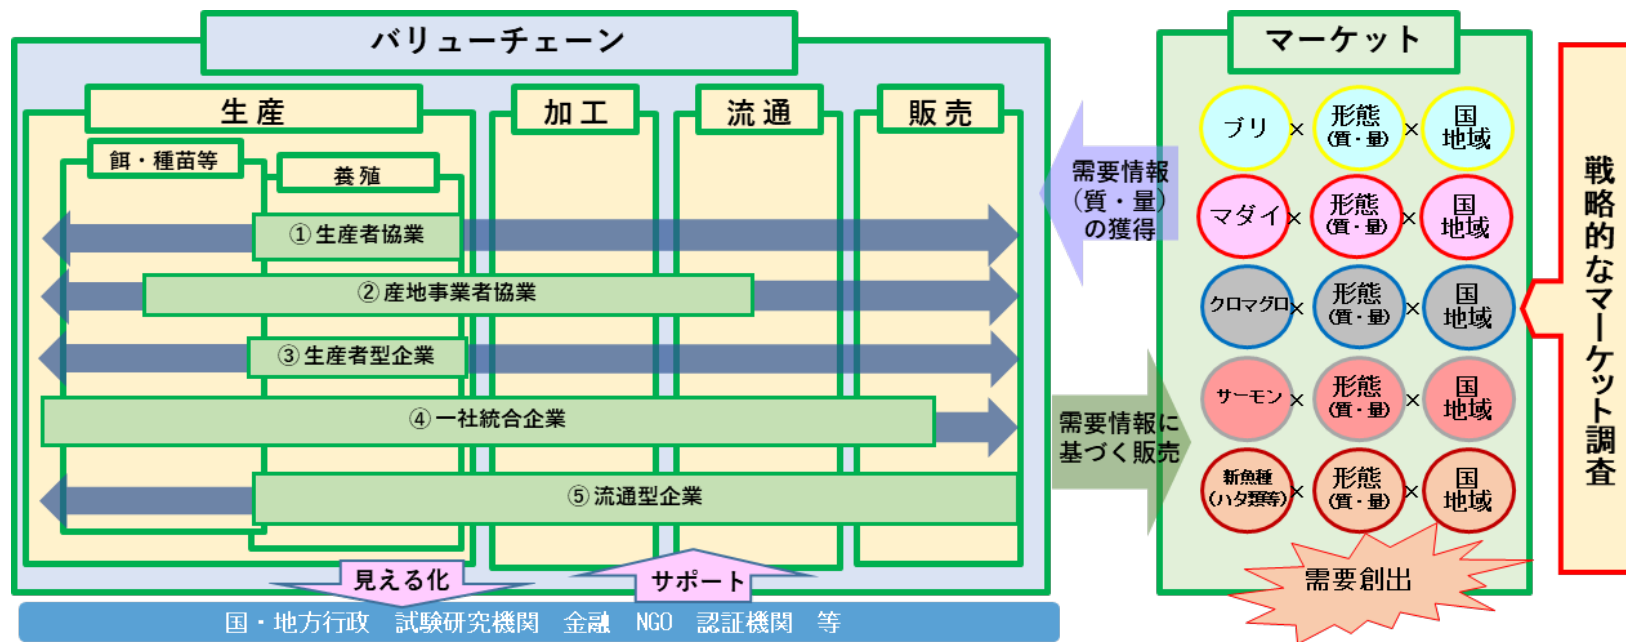 バリューチェーン
生産
加工
流通
販売
餌・種苗等
養殖
①生産者協業
②産地事業者協業
③生産者型企業
④一社統合企業
⑤流通型企業
見える化
サポート
国・地方行政　試験研究機関　金融　NGO　認証機関　等
需要情報
（質・量）
の獲得
需要情報に
基づく販売
マーケット
ブリ × 形態（質・量） × 国地域
マダイ × 形態（質・量） × 国地域
クロマグロ × 形態（質・量） × 国地域
サーモン × 形態（質・量） × 国地域
新魚種（ハタ類等） × 形態（質・量） × 国地域
需要創出
戦略的なマーケット調査